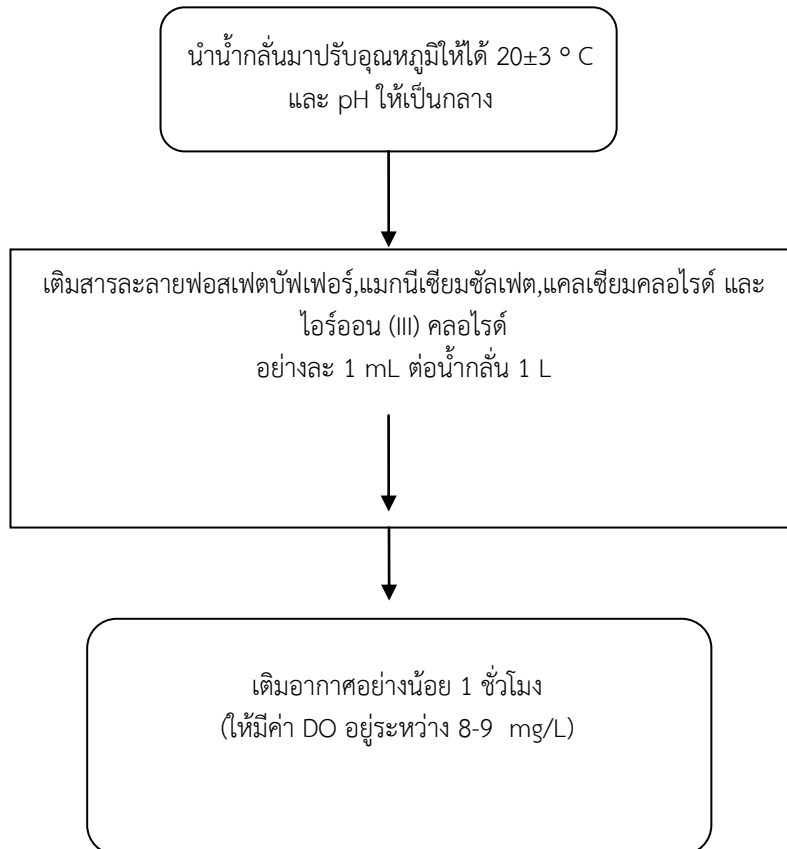 นำน้ำกลั่นมาปรับอุณหภูมิให้ได้ 20±3 ° C
และ pH ให้เป็นกลาง
เติมสารละลายฟอสเฟตบัฟเฟอร์,แมกนีเซียมซัลเฟต,แคลเซียมคลอไรด์ และ
ไอร์ออน (III) คลอไรด์
อย่างละ 1 mL ต่อน้ำกลั่น 1 L
เติมอากาศอย่างน้อย 1 ชั่วโมง
(ให้มีค่า DO อยู่ระหว่าง 8-9 mg/L)